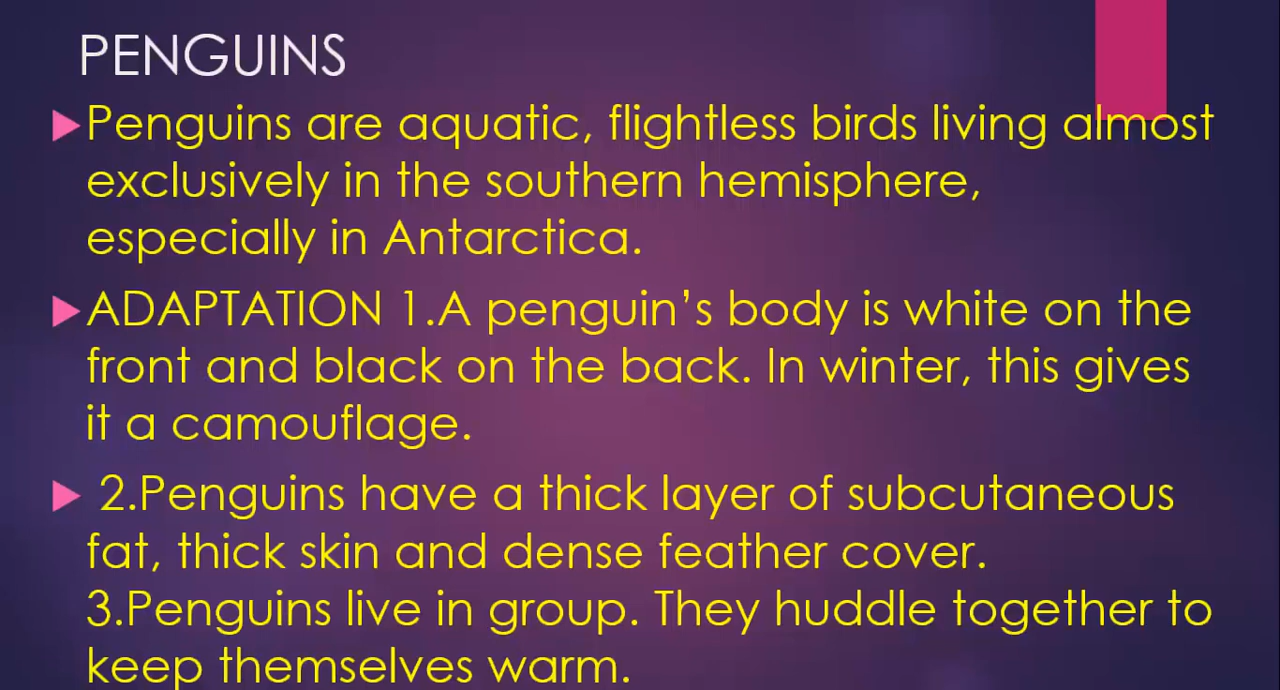 PENGUINS
Penguins are aquatic, flightless birds living almost
exclusively in the southern hemisphere,
especially in Antarctica.
ADAPTATION 1.A penguin’s body is white on the
front and black on the back. In winter, this gives
it a camouflage.
2.Penguins have a thick layer of subcutaneous
fat, thick skin and dense feather cover.
3.Penguins live in group. They huddle together to
keep themselves warm.